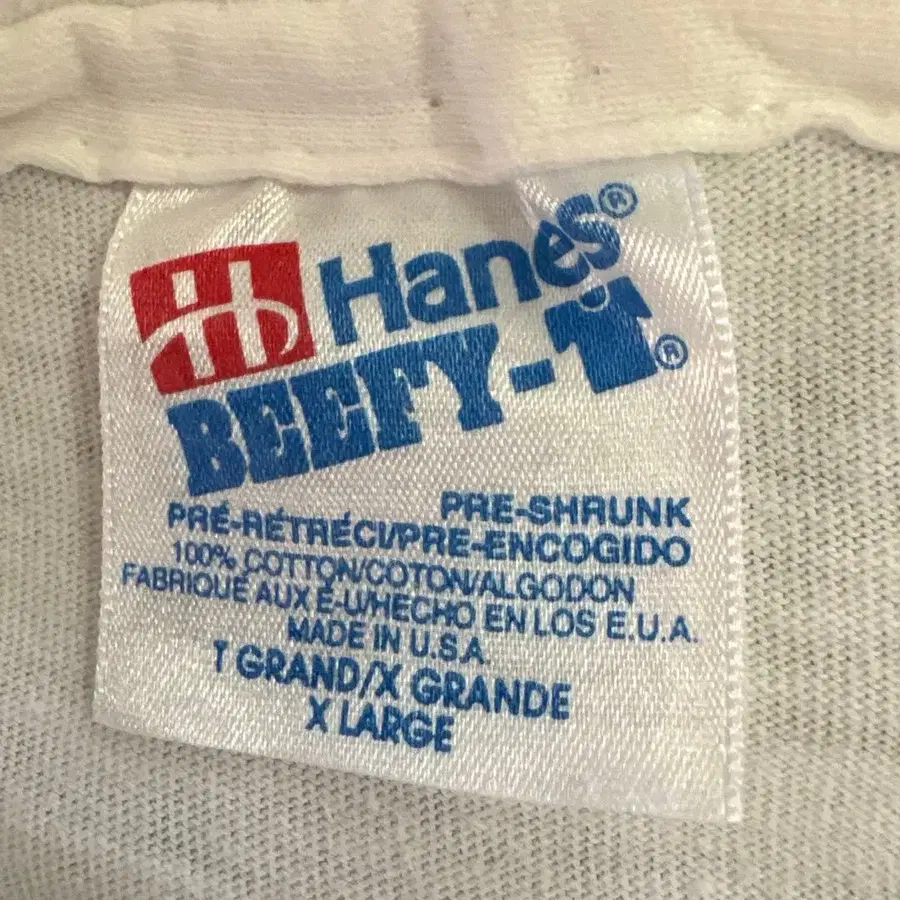 Hanes®
BEEFY-T®
PRE-SHRUNK
PRÉ-RÉTRÉCI/PRE-ENCOGIDO
100% COTTON/COTON/ALGODON
FABRIQUÉ AUX É-U/HECHO EN LOS E.U.A.
MADE IN U.S.A.
T GRAND/X GRANDE
X LARGE